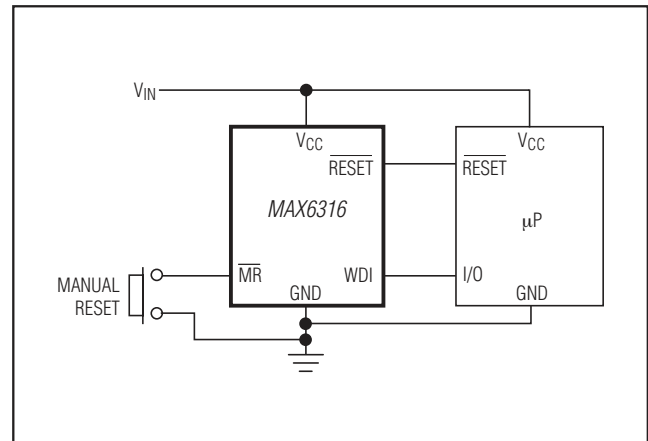 VIN
VCC
VCC
RESET
RESET
MAX6316
μP
MR
WDI
I/O
MANUAL
RESET
GND
GND